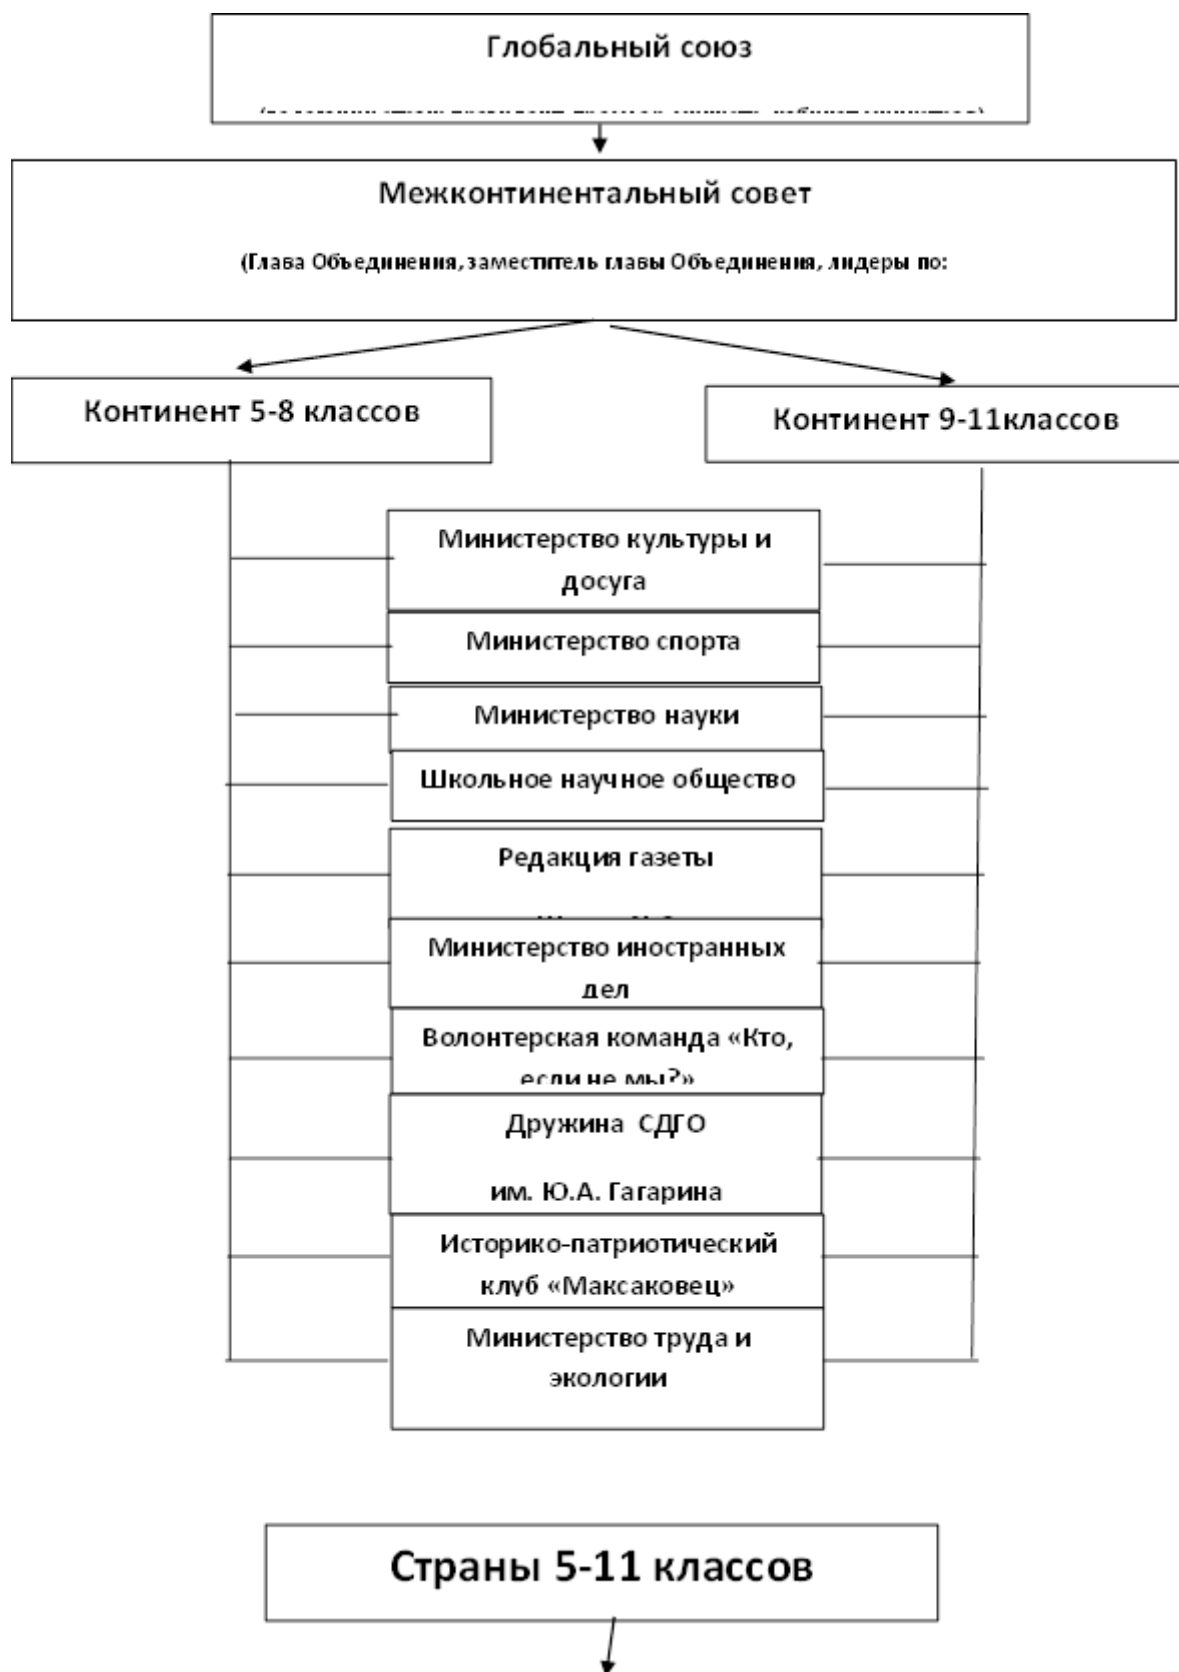 Глобальный союз
Межконтинентальный совет
(Глава Объединения, заместитель главы Объединения, лидеры по:
Континент 5-8 классов
Континент 9-11классов
Министерство культуры и
досуга
Министерство спорта
Министерство науки
Школьное научное общество
Редакция газеты
Министерство иностранных
дел
Волонтерская команда «Кто,
если не мы?»
Дружина СДГО
им. Ю.А. Гагарина
Историко-патриотический
клуб «Максаковец»
Министерство труда и
экологии
Страны 5-11 классов